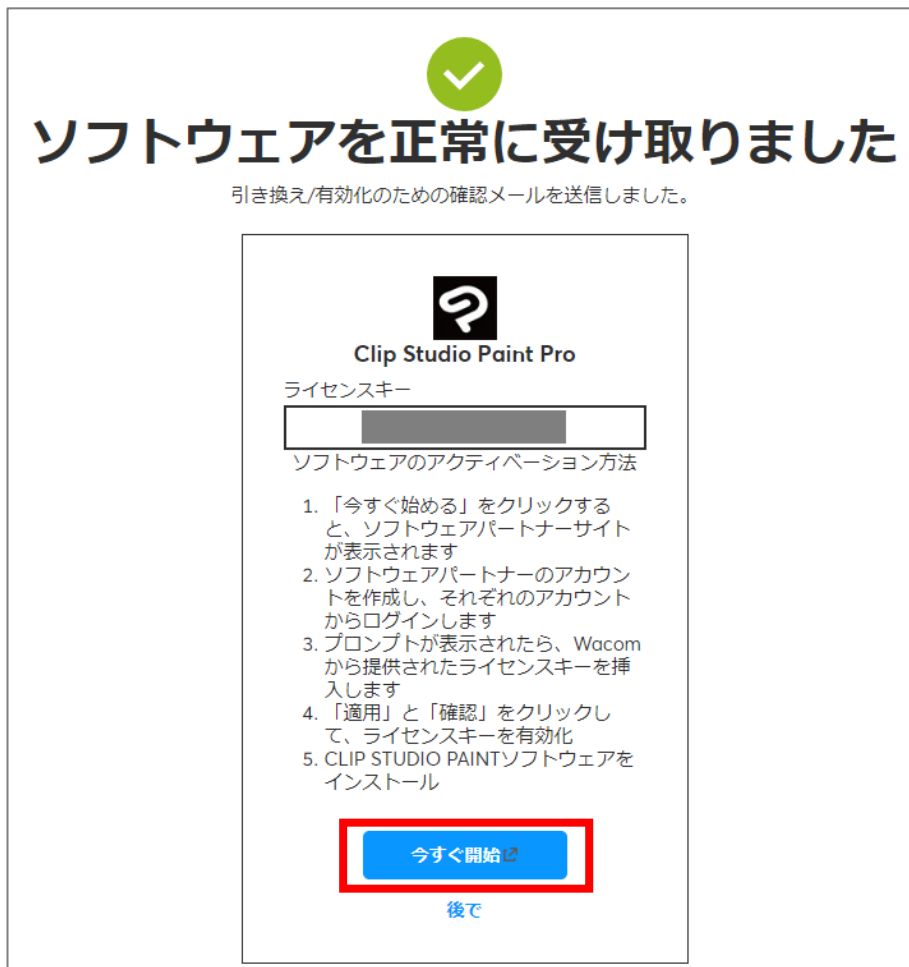 ソフトウェアを正常に受け取りました
引き換え/有効化のための確認メールを送信しました。
Clip Studio Paint Pro
ライセンスキー
ソフトウェアのアクティベーション方法
1. 「今すぐ始める」をクリックする
と、ソフトウェアパートナーサイト
が表示されます
2. ソフトウェアパートナーのアカウン
トを作成し、それぞれのアカウント
からログインします
3. プロンプトが表示されたら、Wacom
から提供されたライセンスキーを挿
入します
4. 「適用」と「確認」をクリックし
て、ライセンスキーを有効化
5. CLIP STUDIO PAINTソフトウェアを
インストール
今すぐ開始
後で